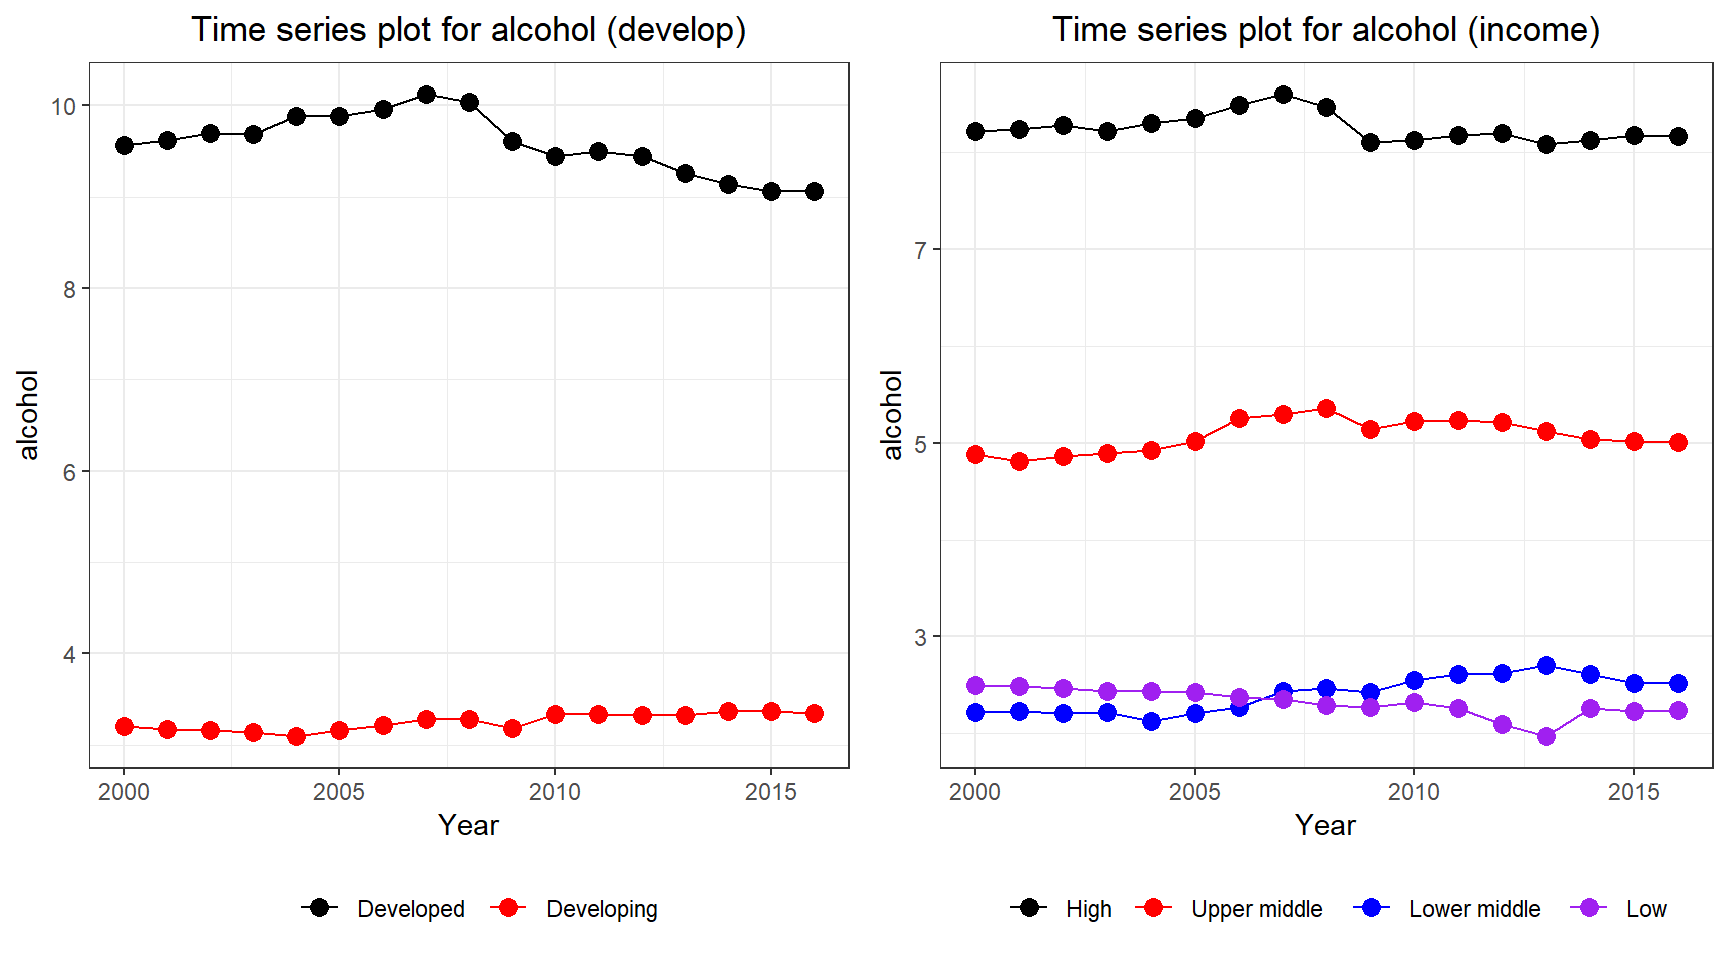 Time series plot for alcohol (develop)
10
8
6
4
alcohol
2000 2005 2010 2015
Year
Developed Developing
Time series plot for alcohol (income)
7
5
3
alcohol
2000 2005 2010 2015
Year
High Upper middle Lower middle Low